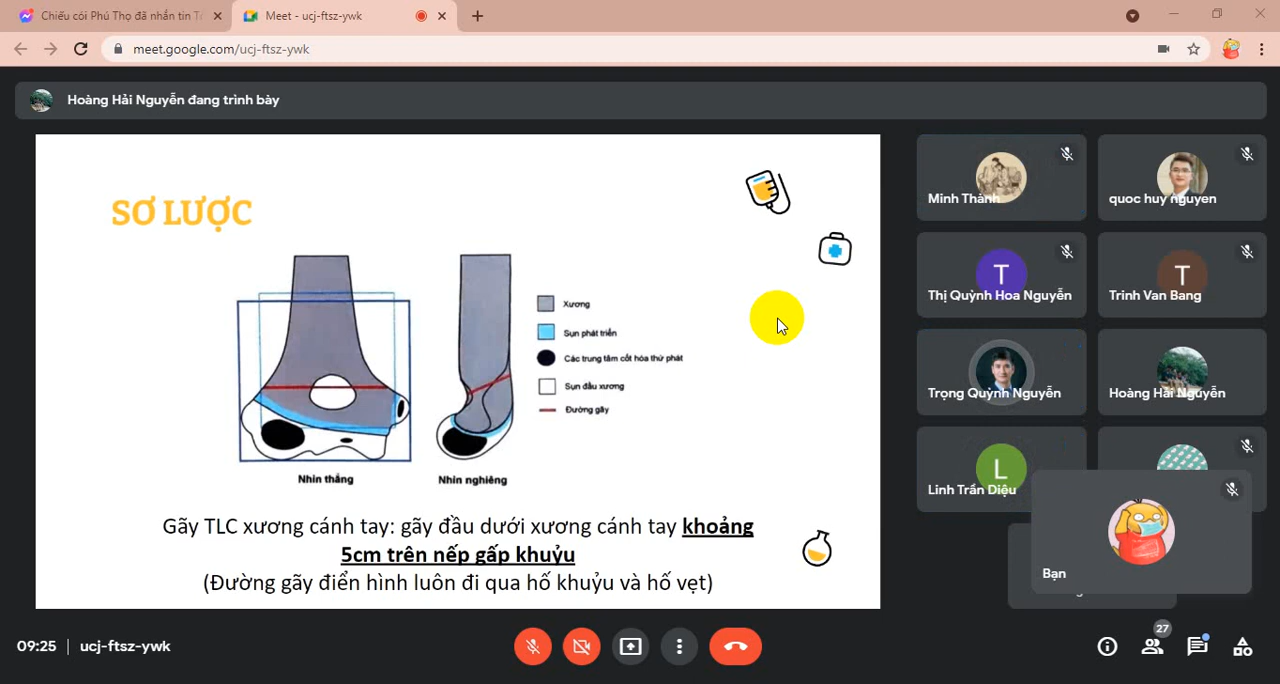 Chiếu cói Phú Thọ đã nhắn tin
Meet - ucj-ftsz-ywk
meet.google.com/ucj-ftsz-ywk
Hoàng Hải Nguyễn đang trình bày
SƠ LƯỢC
Xương
Sụn phát triển
Các trung tâm cốt hóa thứ phát
Sụn đầu xương
Đường gãy
Nhìn thẳng
Nhìn nghiêng
Gãy TLC xương cánh tay: gãy đầu dưới xương cánh tay khoảng
5cm trên nếp gấp khuỷu
(Đường gãy điển hình luôn đi qua hố khuỷu và hố vẹt)
Minh Thành
quoc huy nguyen
T
Thị Quỳnh Hoa Nguyễn
T
Trinh Van Bang
Trọng Quỳnh Nguyễn
Hoàng Hải Nguyễn
L
Linh Trần Diệu
Bạn
09:25
ucj-ftsz-ywk
27